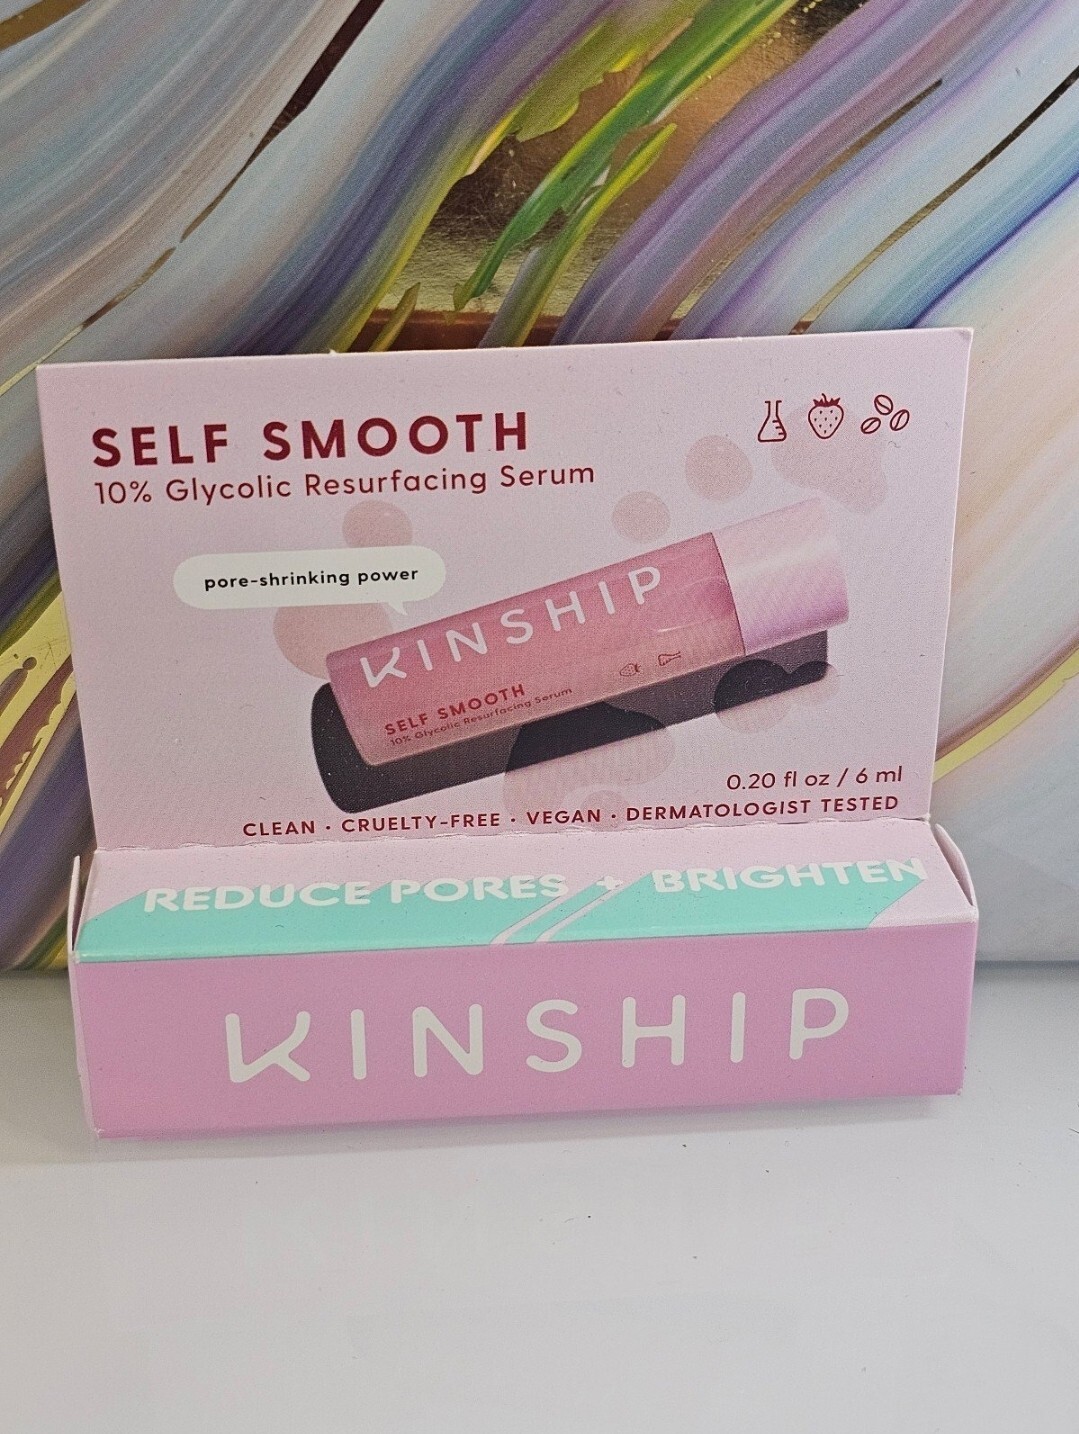 SELF SMOOTH
10% Glycolic Resurfacing Serum
pore-shrinking power
KINSHIP
SELF SMOOTH
10% Glycolic Resurfacing Serum
0.20 fl oz / 6 ml
CLEAN · CRUELTY-FREE · VEGAN · DERMATOLOGIST TESTED
REDUCE PORES + BRIGHTEN
KINSHIP